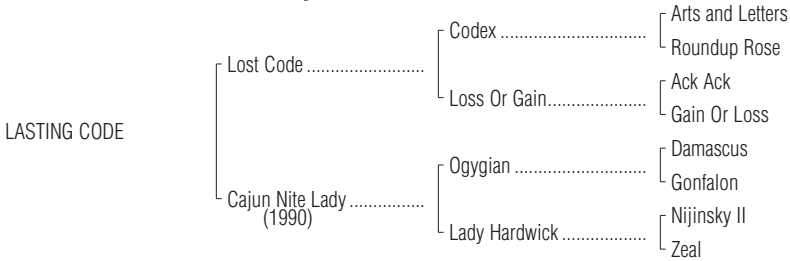 Arts and Letters
Codex ..............................
Roundup Rose
Lost Code ........................
Ack Ack
Loss Or Gain....................
Gain Or Loss
LASTING CODE
Damascus
Ogygian ...........................
Gonfalon
Cajun Nite Lady ...............
(1990)
Nijinsky II
Lady Hardwick .................
Zeal